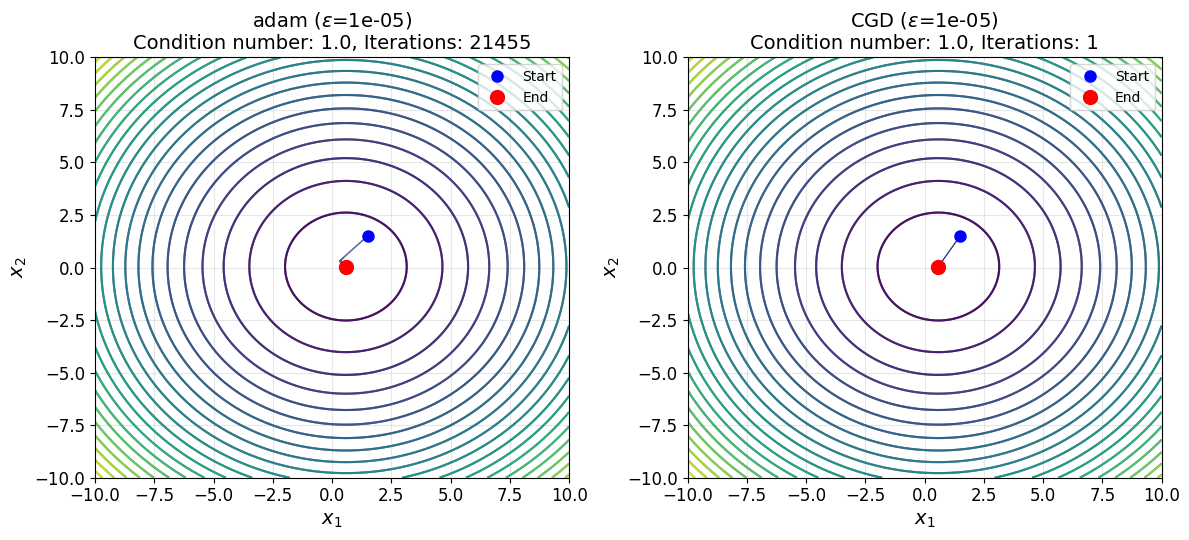 adam (ε=1e-05)
Condition number: 1.0, Iterations: 21455
Start
End
10.0
7.5
5.0
2.5
0.0
−2.5
−5.0
−7.5
−10.0
x₂
−10.0 −7.5 −5.0 −2.5 0.0 2.5 5.0 7.5 10.0
x₁
CGD (ε=1e-05)
Condition number: 1.0, Iterations: 1
Start
End
10.0
7.5
5.0
2.5
0.0
−2.5
−5.0
−7.5
−10.0
x₂
−10.0 −7.5 −5.0 −2.5 0.0 2.5 5.0 7.5 10.0
x₁